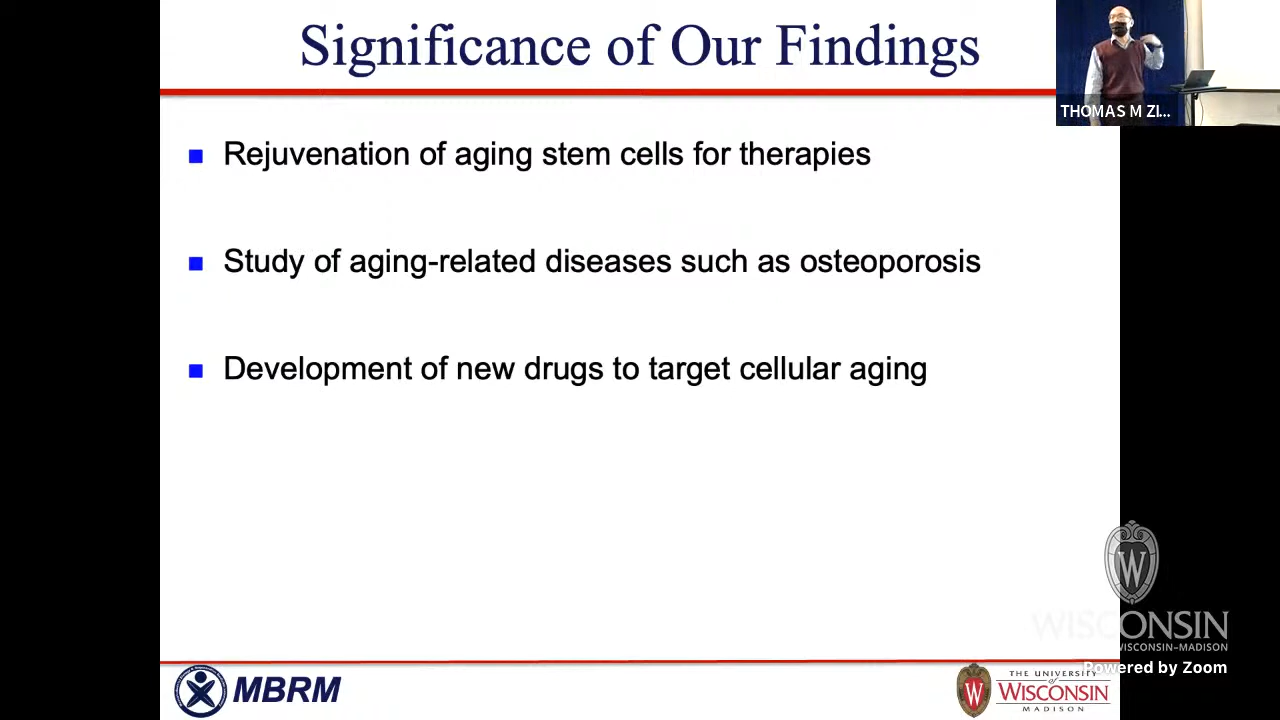 Significance of Our Findings
THOMAS M ZI...
Rejuvenation of aging stem cells for therapies
Study of aging-related diseases such as osteoporosis
Development of new drugs to target cellular aging
W
WISCONSIN
WISCONSIN–MADISON
Powered by Zoom
MBRM
W
THE UNIVERSITY
of
WISCONSIN
MADISON